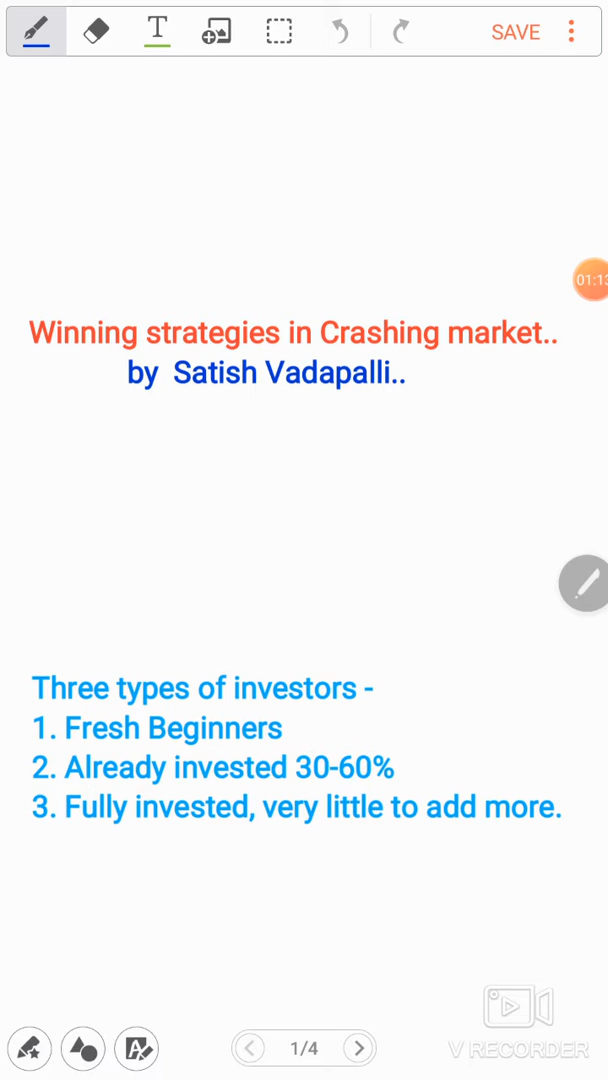 T
SAVE
01:13
Winning strategies in Crashing market..
by Satish Vadapalli..
Three types of investors -
1. Fresh Beginners
2. Already invested 30-60%
3. Fully invested, very little to add more.
A
1/4
V RECORDER